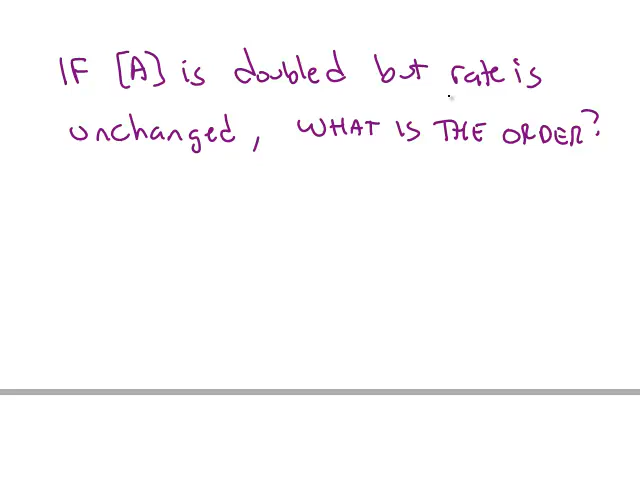 IF [A] is doubled but rate is
unchanged, WHAT IS THE ORDER?